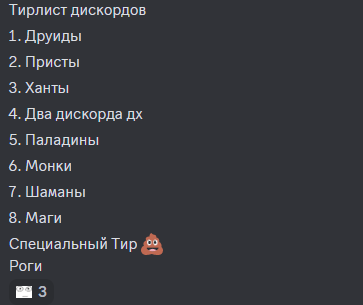 Тирлист дискордов
1. Друиды
2. Присты
3. Ханты
4. Два дискорда дх
5. Паладины
6. Монки
7. Шаманы
8. Маги
Специальный Тир 💩
Роги
3